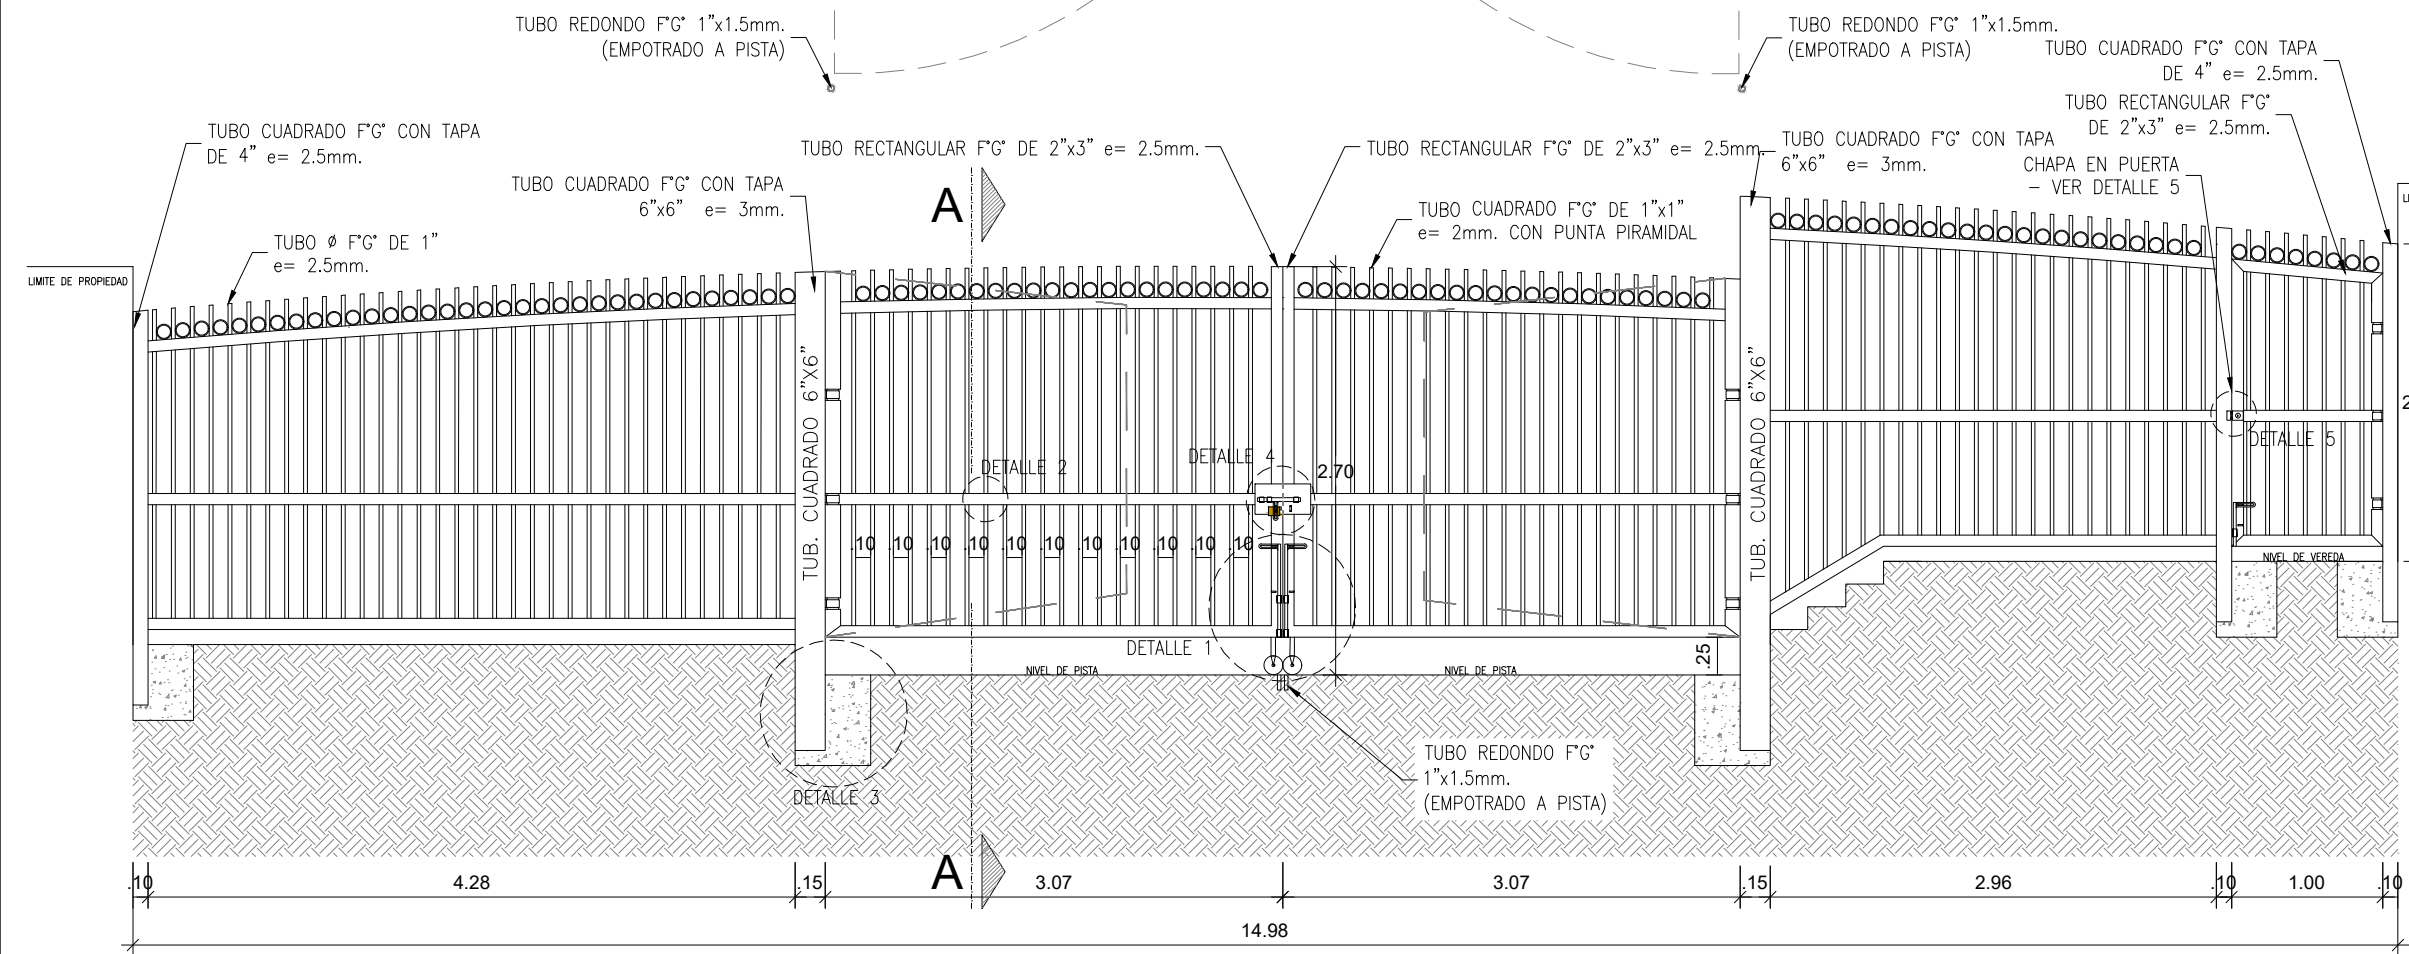 TUBO REDONDO F°G° 1"x1.5mm.
(EMPOTRADO A PISTA)
TUBO REDONDO F°G° 1"x1.5mm.
(EMPOTRADO A PISTA)
TUBO CUADRADO F°G° CON TAPA
DE 4" e= 2.5mm.
TUBO RECTANGULAR F°G°
DE 2"x3" e= 2.5mm.
TUBO CUADRADO F°G° CON TAPA
DE 4" e= 2.5mm.
TUBO RECTANGULAR F°G° DE 2"x3" e= 2.5mm.
TUBO RECTANGULAR F°G° DE 2"x3" e= 2.5mm.
TUBO CUADRADO F°G° CON TAPA
6"x6" e= 3mm.
CHAPA EN PUERTA
- VER DETALLE 5
TUBO CUADRADO F°G° CON TAPA
6"x6" e= 3mm.
A
TUBO CUADRADO F°G° DE 1"x1"
e= 2mm. CON PUNTA PIRAMIDAL
TUBO ø F°G° DE 1"
e= 2.5mm.
LIMITE DE PROPIEDAD
TUB. CUADRADO 6"X6"
TUB. CUADRADO 6"X6"
DETALLE 2
DETALLE 4
2.70
DETALLE 5
.10 .10 .10 .10 .10 .10 .10 .10 .10 .10 .10
NIVEL DE VEREDA
DETALLE 1
.25
NIVEL DE PISTA
NIVEL DE PISTA
TUBO REDONDO F°G°
1"x1.5mm.
(EMPOTRADO A PISTA)
DETALLE 3
A
.10 4.28 .15 3.07 3.07 .15 2.96 .10 1.00 .10
14.98